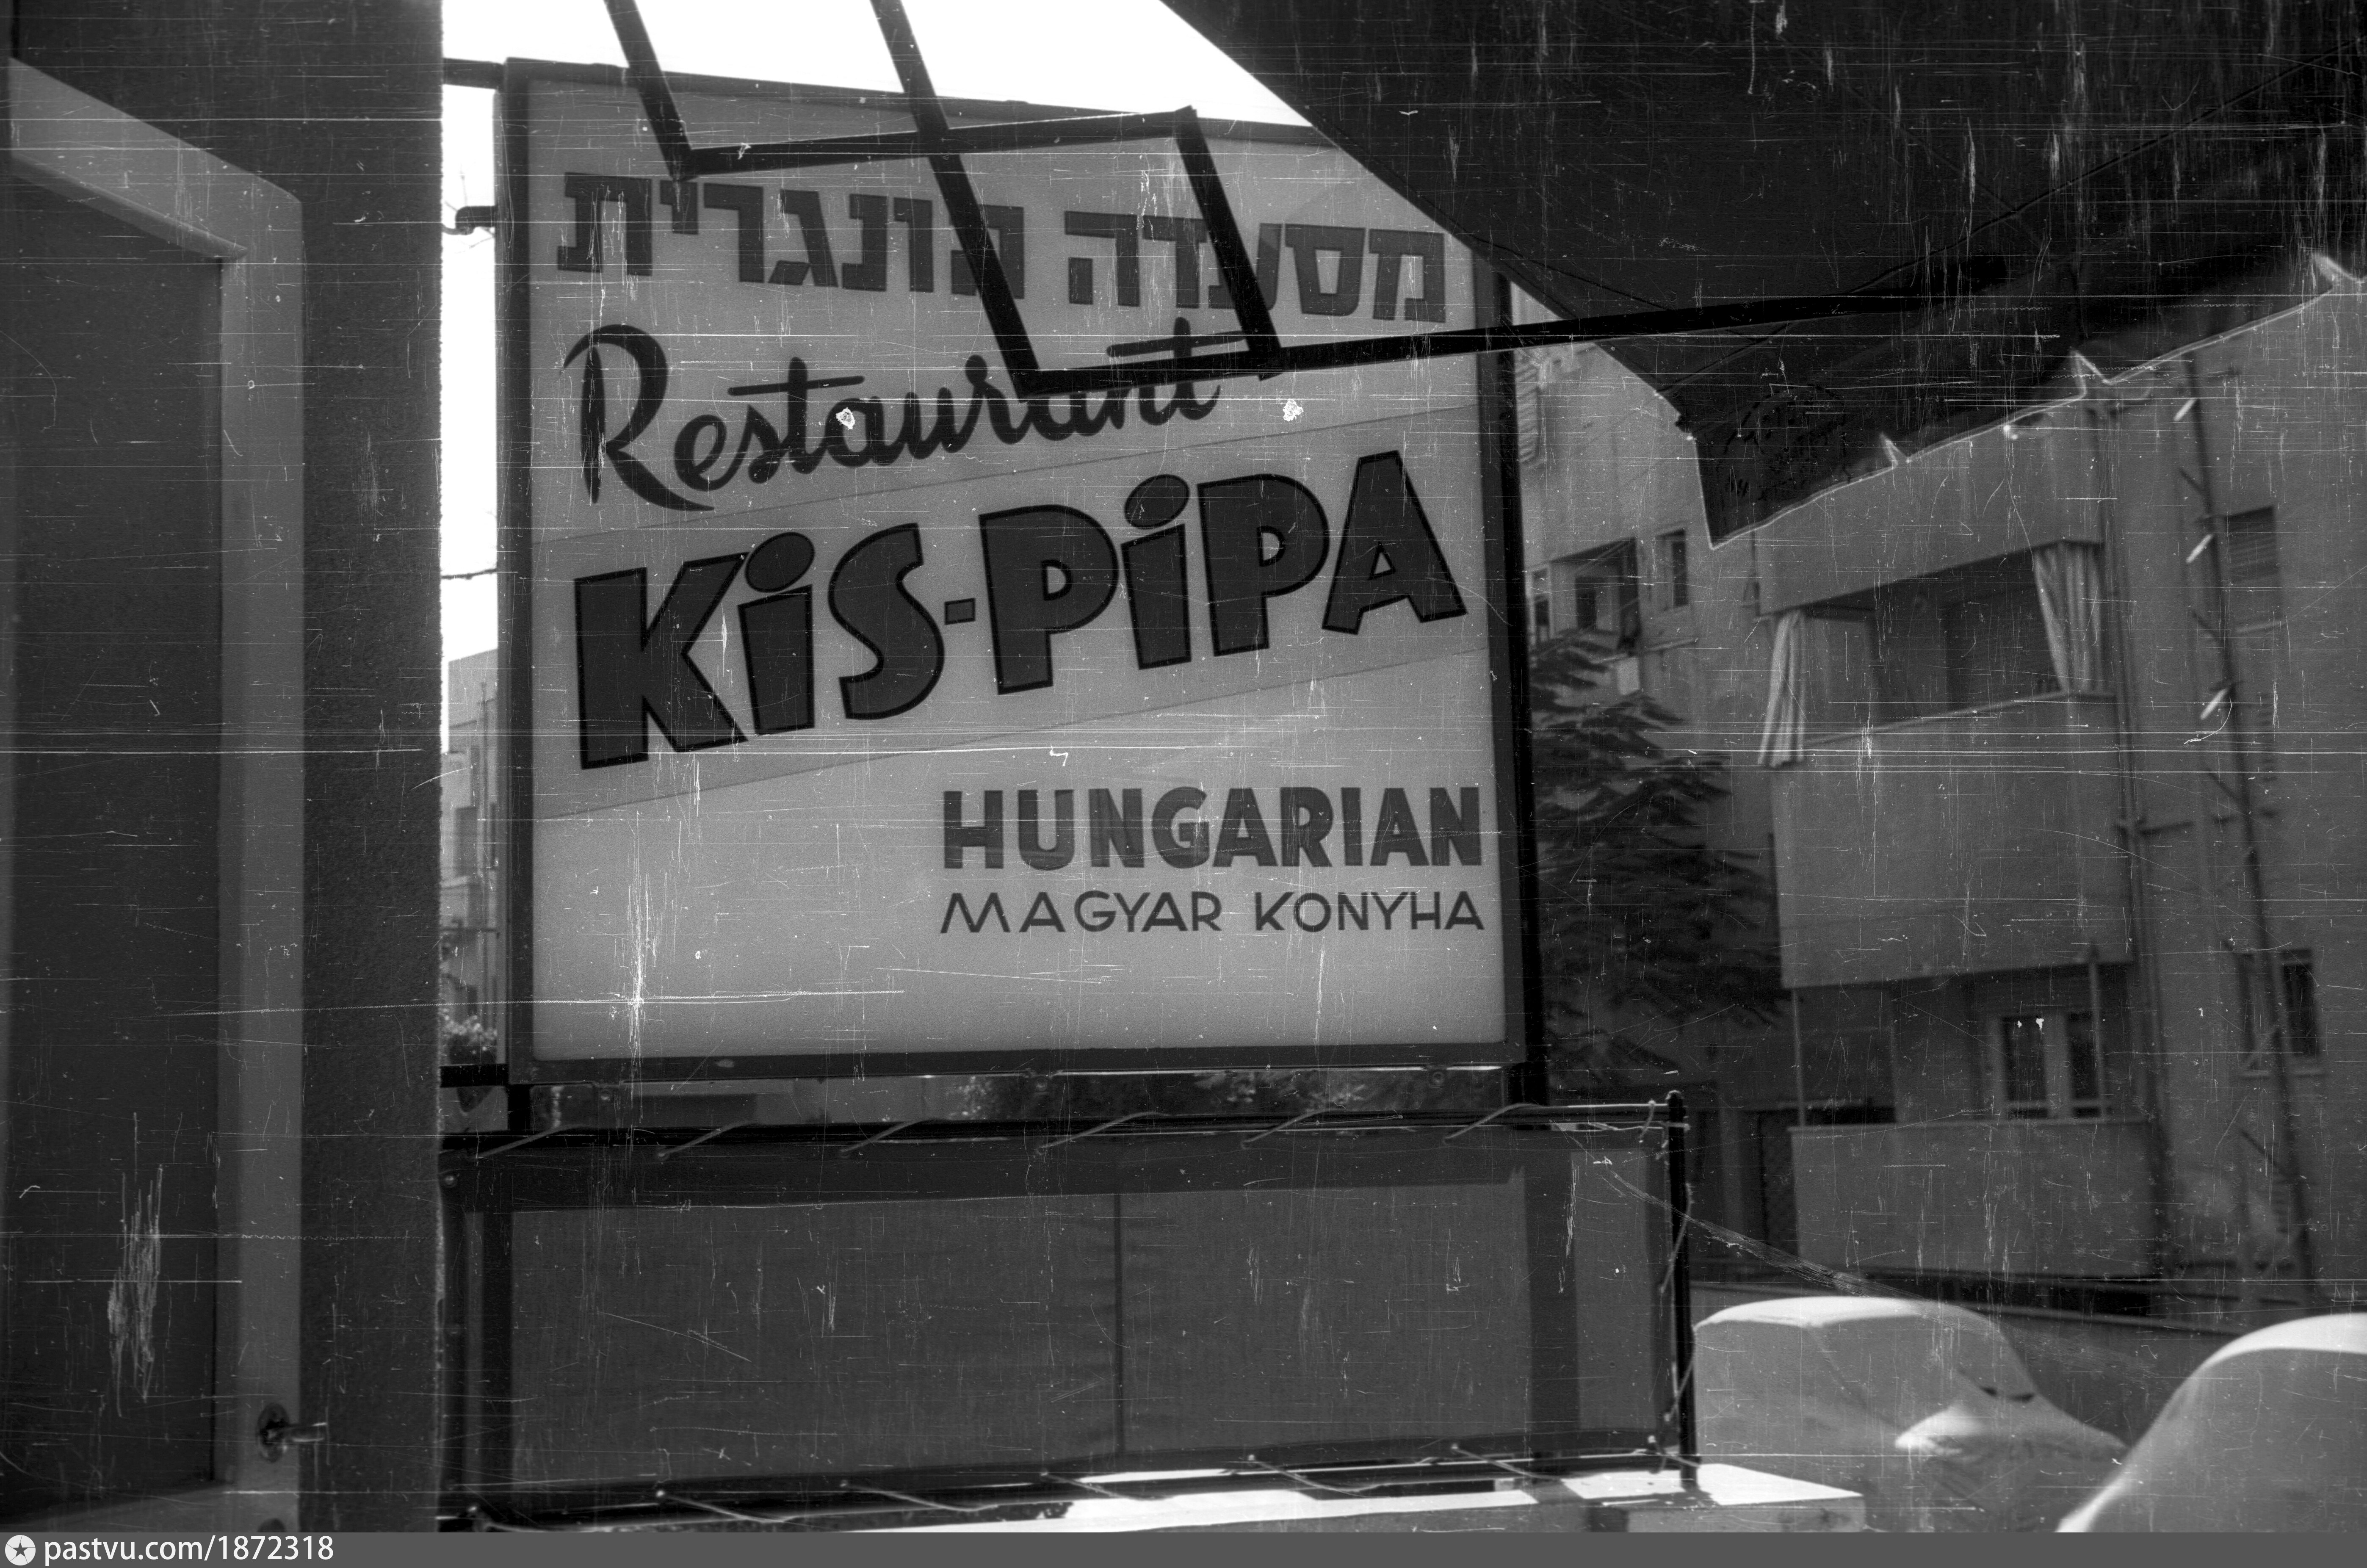 מסעדה הונגרית
Restaurant
KiS-PiPA
HUNGARIAN
MAGYAR KONYHA
pastvu.com/1872318